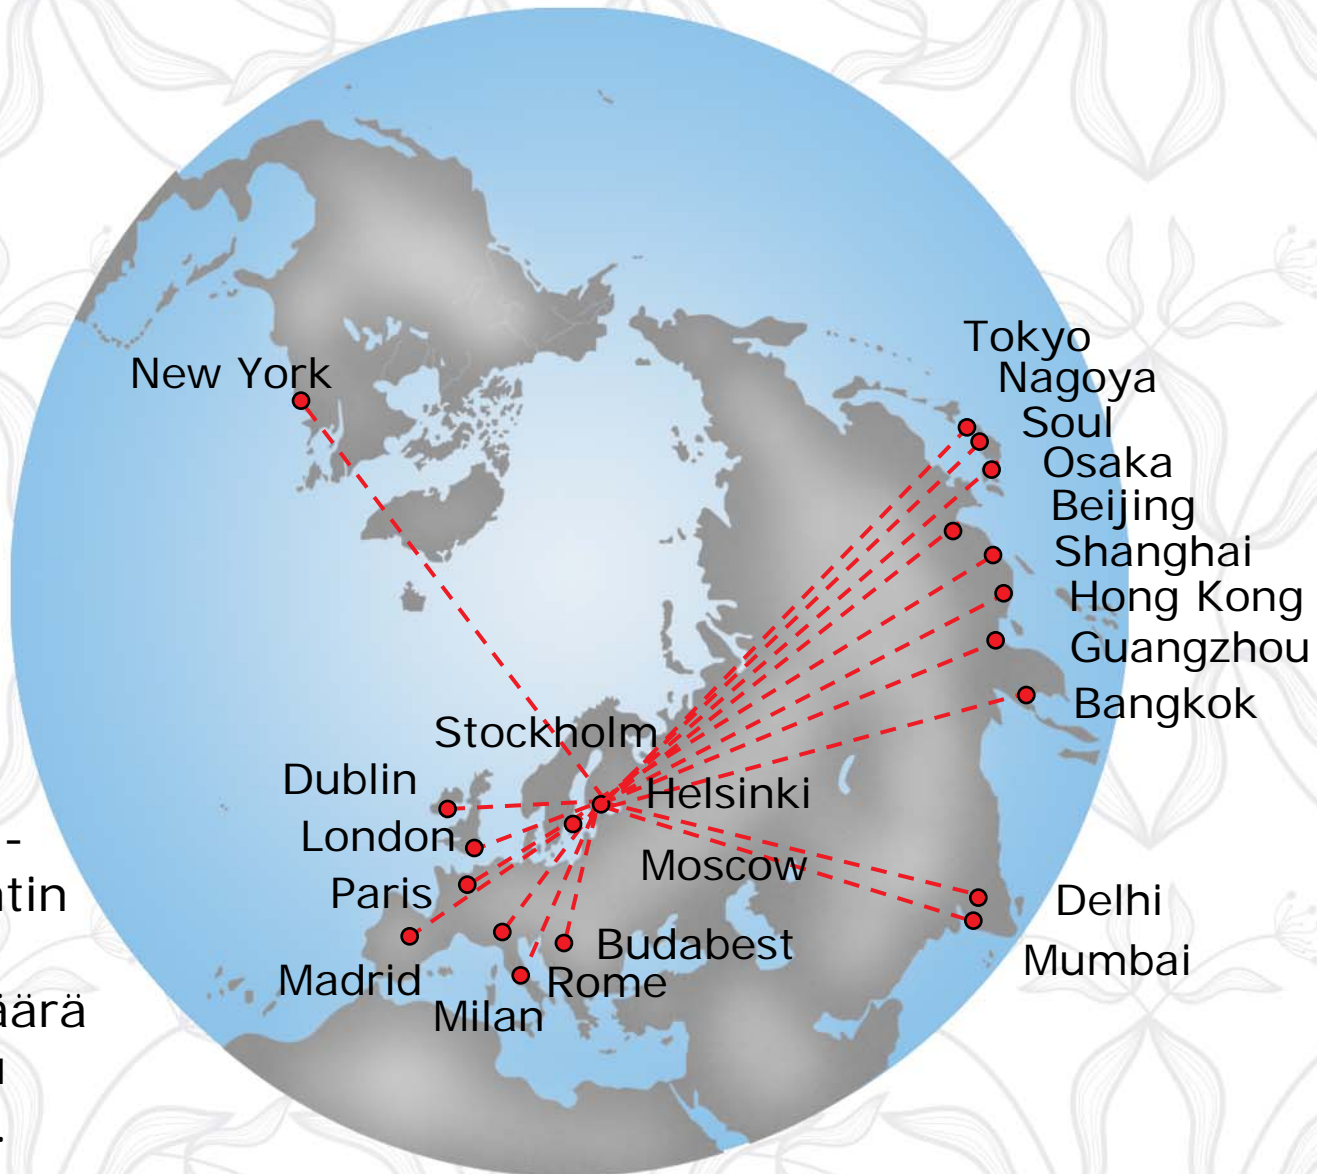 Tokyo
Nagoya
New York
Soul
Osaka
Beijing
Shanghai
Hong Kong
Guangzhou
Bangkok
Stockholm
Dublin
Helsinki
London
Moscow
Paris
Delhi
Budabest
Mumbai
Madrid
Rome
Milan
-
.